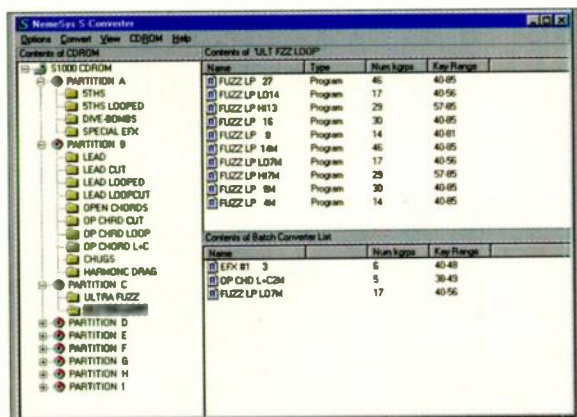 NemeSys S-Converter
Options Convert View CDROM Help
Contents of CDROM
S1000 CDROM
PARTITION A
5THS
5THS LOOPED
DIVE-BOMBS
SPECIAL EFX
PARTITION B
LEAD
LEAD CUT
LEAD LOOPED
LEAD LOOPCUT
OPEN CHORDS
OP CHRD CUT
OP CHRD LOOP
OP CHORD L+C
CHUGS
HARMONC DRAG
PARTITION C
ULTRA FUZZ
PARTITION D
PARTITION E
PARTITION F
PARTITION G
PARTITION H
PARTITION I
Contents of 'ULT FZZ LOOP'
Name Type Num kgrps Key Range
FUZZ LP 27 Program 46 40-85
FUZZ LP LO14 Program 17 40-56
FUZZ LP HI13 Program 29 57-85
FUZZ LP 16 Program 30 40-85
FUZZ LP 9 Program 14 40-81
FUZZ LP 14M Program 46 40-85
FUZZ LP LO7M Program 17 40-56
FUZZ LP HI7M Program 29 57-85
FUZZ LP 9M Program 30 40-85
FUZZ LP 4M Program 14 40-85
Contents of Batch Converter List
Name Num kgrps Key Range
EFX #1 3 6 40-48
OP CHD L+C2M 5 38-49
FUZZ LP LO7M 17 40-56